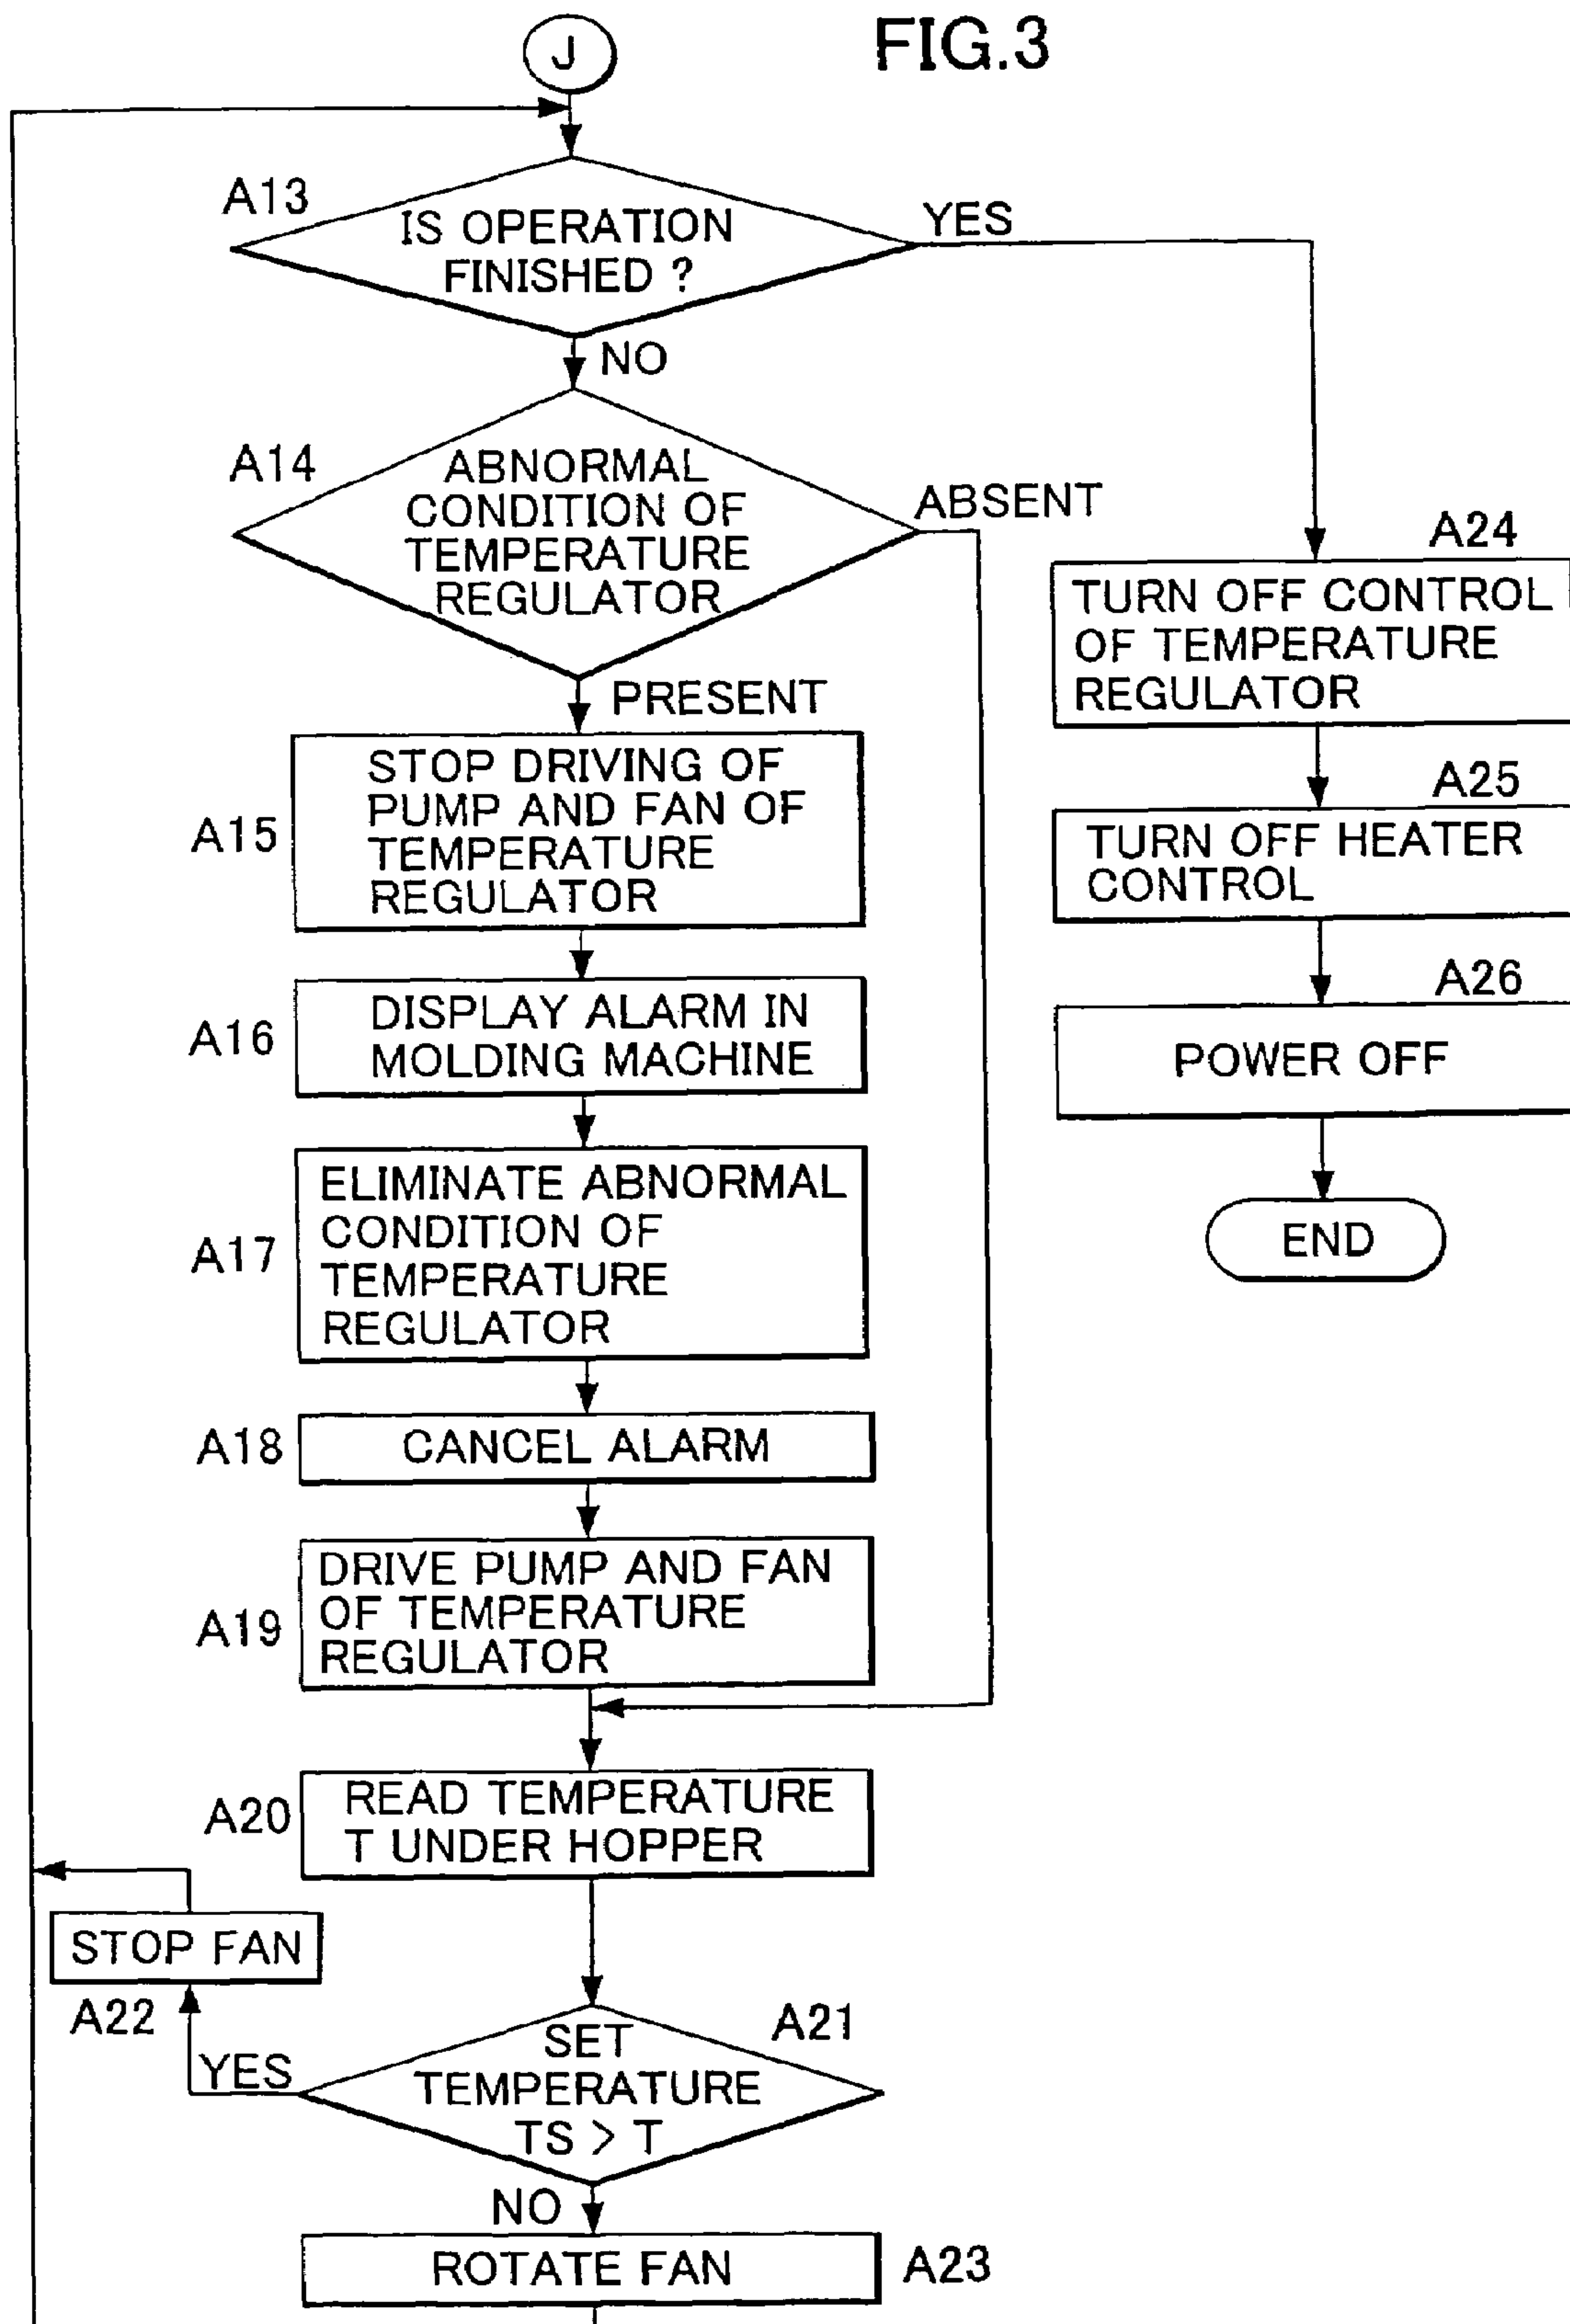 FIG.3
J
A13
IS OPERATION
FINISHED ?
YES
NO
A14
ABNORMAL
CONDITION OF
TEMPERATURE
REGULATOR
ABSENT
PRESENT
A24
TURN OFF CONTROL
OF TEMPERATURE
REGULATOR
A15
STOP DRIVING OF
PUMP AND FAN OF
TEMPERATURE
REGULATOR
A25
TURN OFF HEATER
CONTROL
A16
DISPLAY ALARM IN
MOLDING MACHINE
A26
POWER OFF
A17
ELIMINATE ABNORMAL
CONDITION OF
TEMPERATURE
REGULATOR
END
A18
CANCEL ALARM
A19
DRIVE PUMP AND FAN
OF TEMPERATURE
REGULATOR
A20
READ TEMPERATURE
T UNDER HOPPER
STOP FAN
A22
A21
SET
TEMPERATURE
TS > T
YES
NO
ROTATE FAN
A23